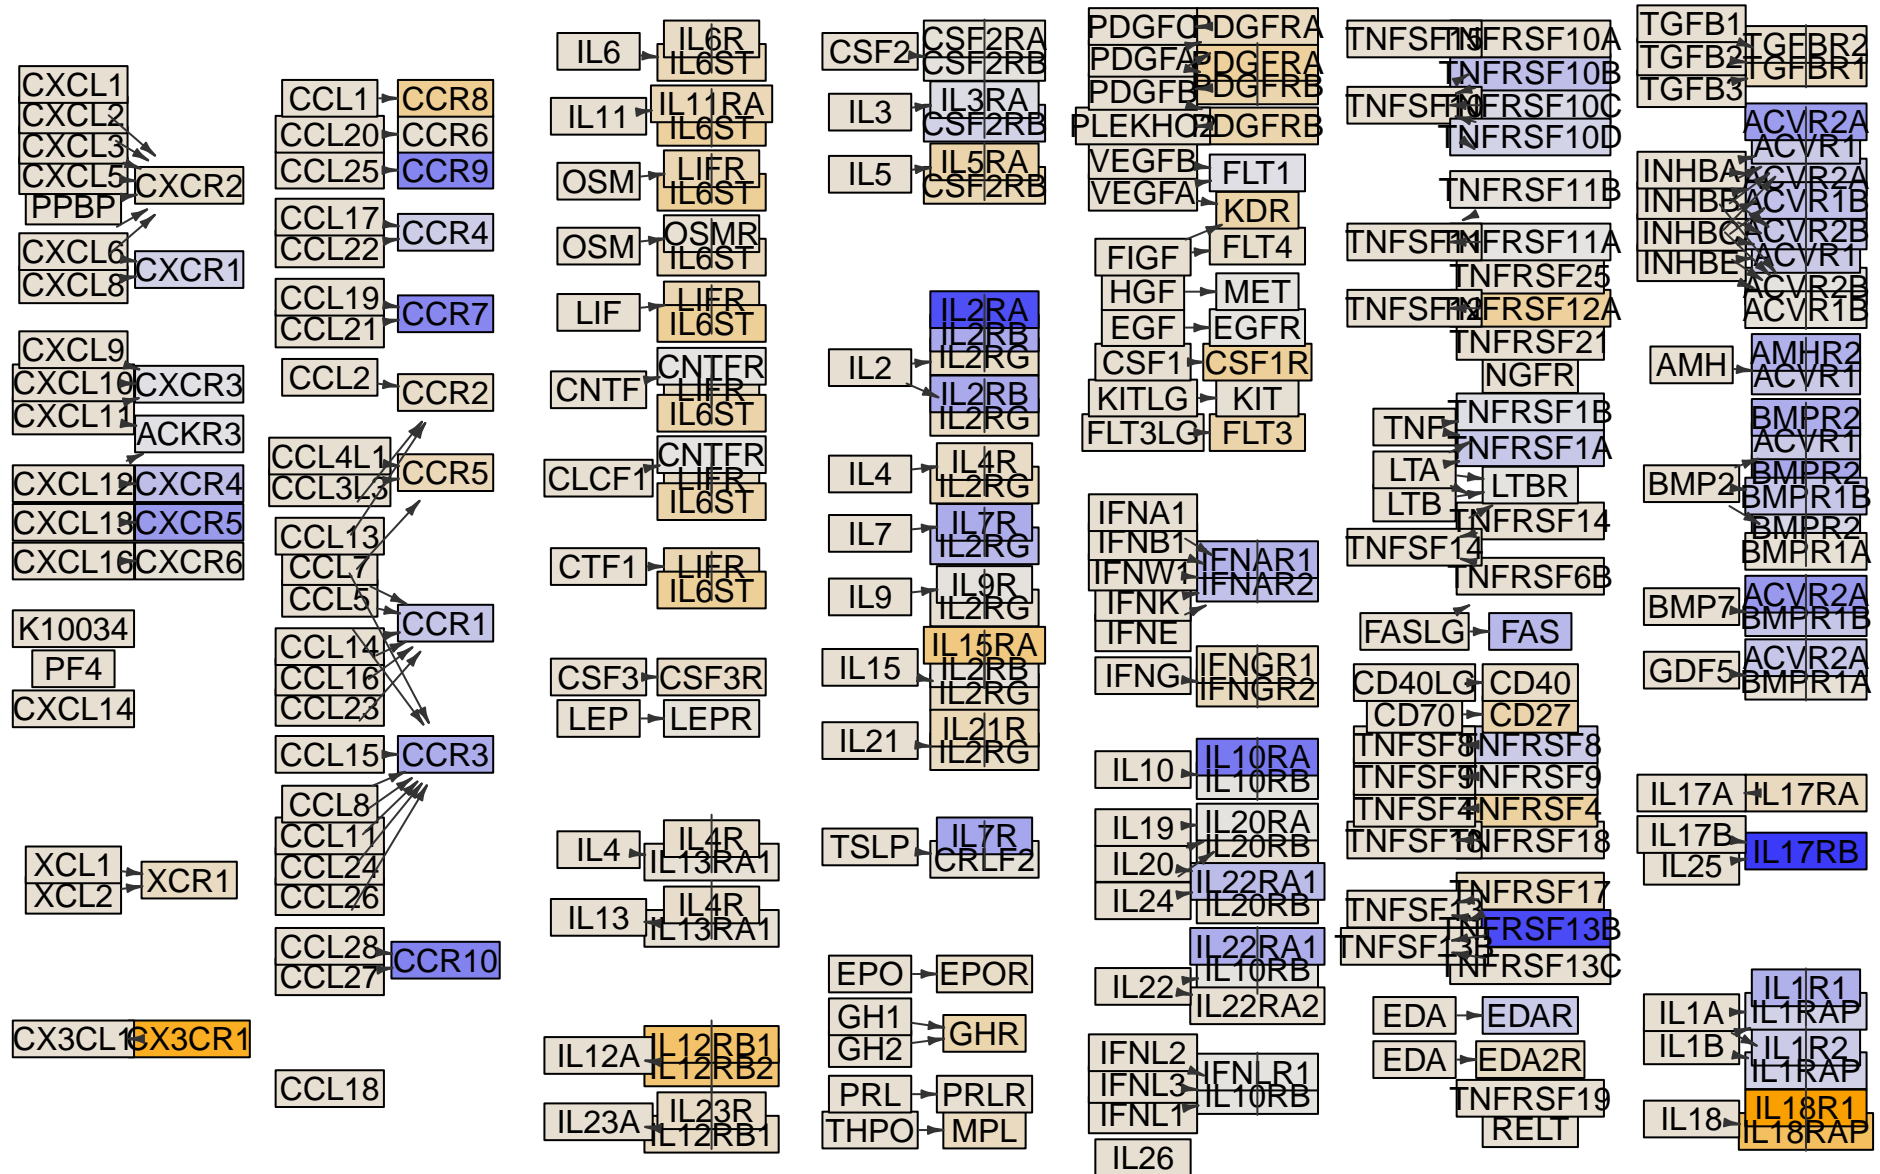 CXCL1
CXCL2
CXCL3
CXCL5
PPBP
CXCR2
CXCL6
CXCL8
CXCR1
CXCL9
CXCL10
CXCL11
CXCR3
ACKR3
CXCL12
CXCR4
CXCL13
CXCR5
CXCL16
CXCR6
K10034
PF4
CXCL14
XCL1
XCL2
XCR1
CX3CL1
CX3CR1
CCL1
CCR8
CCL20
CCR6
CCL25
CCR9
CCL17
CCL22
CCR4
CCL19
CCL21
CCR7
CCL2
CCR2
CCL4L1
CCL3L3
CCR5
CCL13
CCL7
CCL5
CCR1
CCL14
CCL16
CCL23
CCL15
CCR3
CCL8
CCL11
CCL24
CCL26
CCL28
CCL27
CCR10
CCL18
IL6
IL6R
IL6ST
IL11
IL11RA
IL6ST
OSM
LIFR
IL6ST
OSM
OSMR
IL6ST
LIF
LIFR
IL6ST
CNTF
CNTFR
LIFR
IL6ST
CLCF1
CNTFR
LIFR
IL6ST
CTF1
LIFR
IL6ST
CSF3
CSF3R
LEP
LEPR
IL4
IL4R
IL13RA1
IL13
IL4R
IL13RA1
IL12A
IL12RB1
IL12RB2
IL23A
IL23R
IL12RB1
CSF2
CSF2RA
CSF2RB
IL3
IL3RA
CSF2RB
IL5
IL5RA
CSF2RB
IL2
IL2RA
IL2RB
IL2RG
IL2RB
IL2RG
IL4
IL4R
IL2RG
IL7
IL7R
IL2RG
IL9
IL9R
IL2RG
IL15
IL15RA
IL2RB
IL2RG
IL21
IL21R
IL2RG
TSLP
IL7R
CRLF2
EPO
EPOR
GH1
GH2
GHR
PRL
PRLR
THPO
MPL
PDGFC
PDGFRA
PDGFA
PDGFRA
PDGFB
PDGFRB
PLEKHO2
PDGFRB
VEGFB
VEGFA
FLT1
KDR
FLT4
FIGF
HGF
MET
EGF
EGFR
CSF1
CSF1R
KITLG
KIT
FLT3LG
FLT3
IFNA1
IFNB1
IFNW1
IFNK
IFNE
IFNAR1
IFNAR2
IFNG
IFNGR1
IFNGR2
IL10
IL10RA
IL10RB
IL19
IL20
IL24
IL20RA
IL20RB
IL22RA1
IL20RB
IL22
IL22RA1
IL10RB
IL22RA2
IFNL2
IFNL3
IFNL1
IFNLR1
IL10RB
IL26
TNFRSF10A
TNFRSF10B
TNFRSF10C
TNFRSF10D
TNFRSF11B
TNFSF11
TNFRSF11A
TNFRSF25
TNFSF12
TNFRSF12A
TNFRSF21
NGFR
TNF
TNFRSF1B
TNFRSF1A
LTA
LTB
LTBR
TNFRSF14
TNFSF14
TNFRSF6B
FASLG
FAS
CD40LG
CD40
CD70
CD27
TNFSF8
TNFRSF8
TNFSF9
TNFRSF9
TNFSF4
TNFRSF4
TNFSF18
TNFRSF18
TNFRSF17
TNFSF13
TNFRSF13B
TNFSF13B
TNFRSF13C
EDA
EDAR
EDA
EDA2R
TNFRSF19
RELT
TGFB1
TGFB2
TGFB3
TGFBR2
TGFBR1
INHBA
INHBB
INHBC
INHBE
ACVR2A
ACVR1
ACVR2A
ACVR1B
ACVR2B
ACVR1
ACVR2B
ACVR1B
AMH
AMHR2
ACVR1
BMP2
BMPR2
ACVR1
BMPR2
BMPR1B
BMPR2
BMPR1A
BMP7
ACVR2A
BMPR1B
GDF5
ACVR2A
BMPR1A
IL17A
IL17RA
IL17B
IL25
IL17RB
IL1A
IL1B
IL1R1
IL1RAP
IL1R2
IL1RAP
IL18
IL18R1
IL18RAP